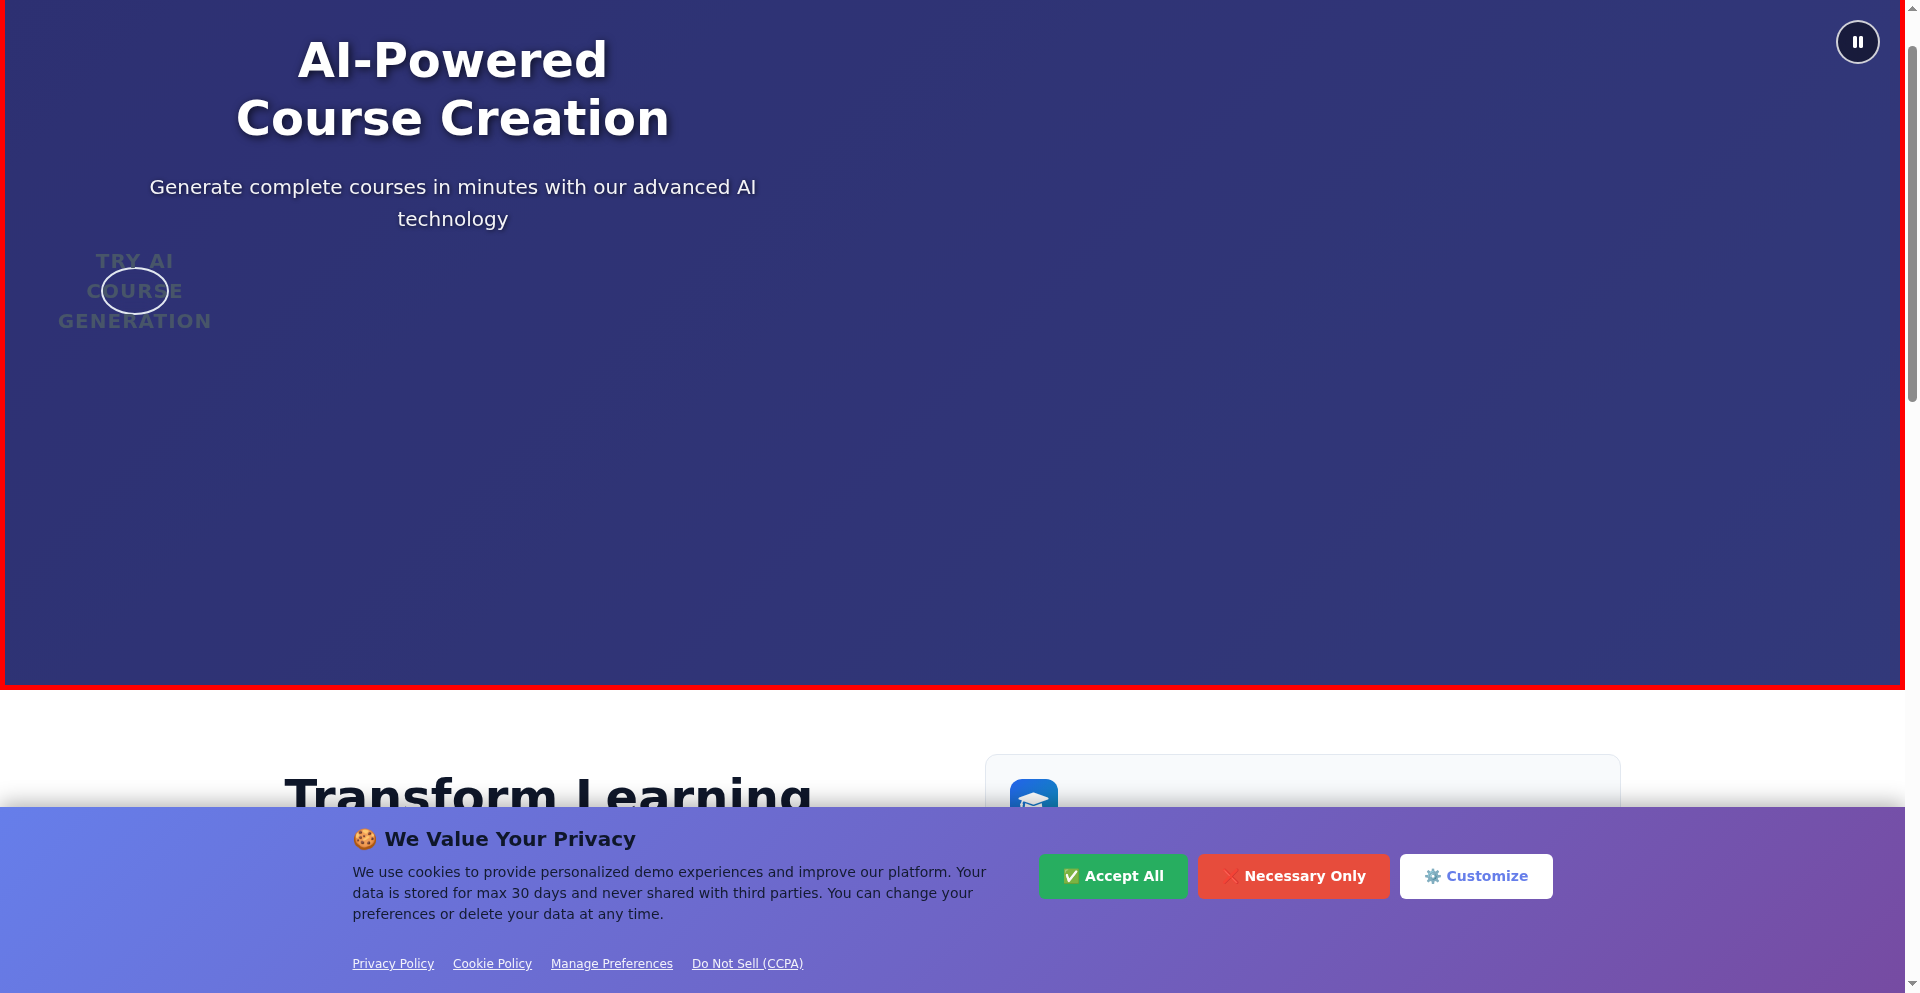 AI-Powered
Course Creation
Generate complete courses in minutes with our advanced AI
technology
TRY AI
COURSE
GENERATION
Transform Learning
🍪 We Value Your Privacy
We use cookies to provide personalized demo experiences and improve our platform. Your
data is stored for max 30 days and never shared with third parties. You can change your
preferences or delete your data at any time.
✅ Accept All
❌ Necessary Only
⚙️ Customize
Privacy Policy
Cookie Policy
Manage Preferences
Do Not Sell (CCPA)